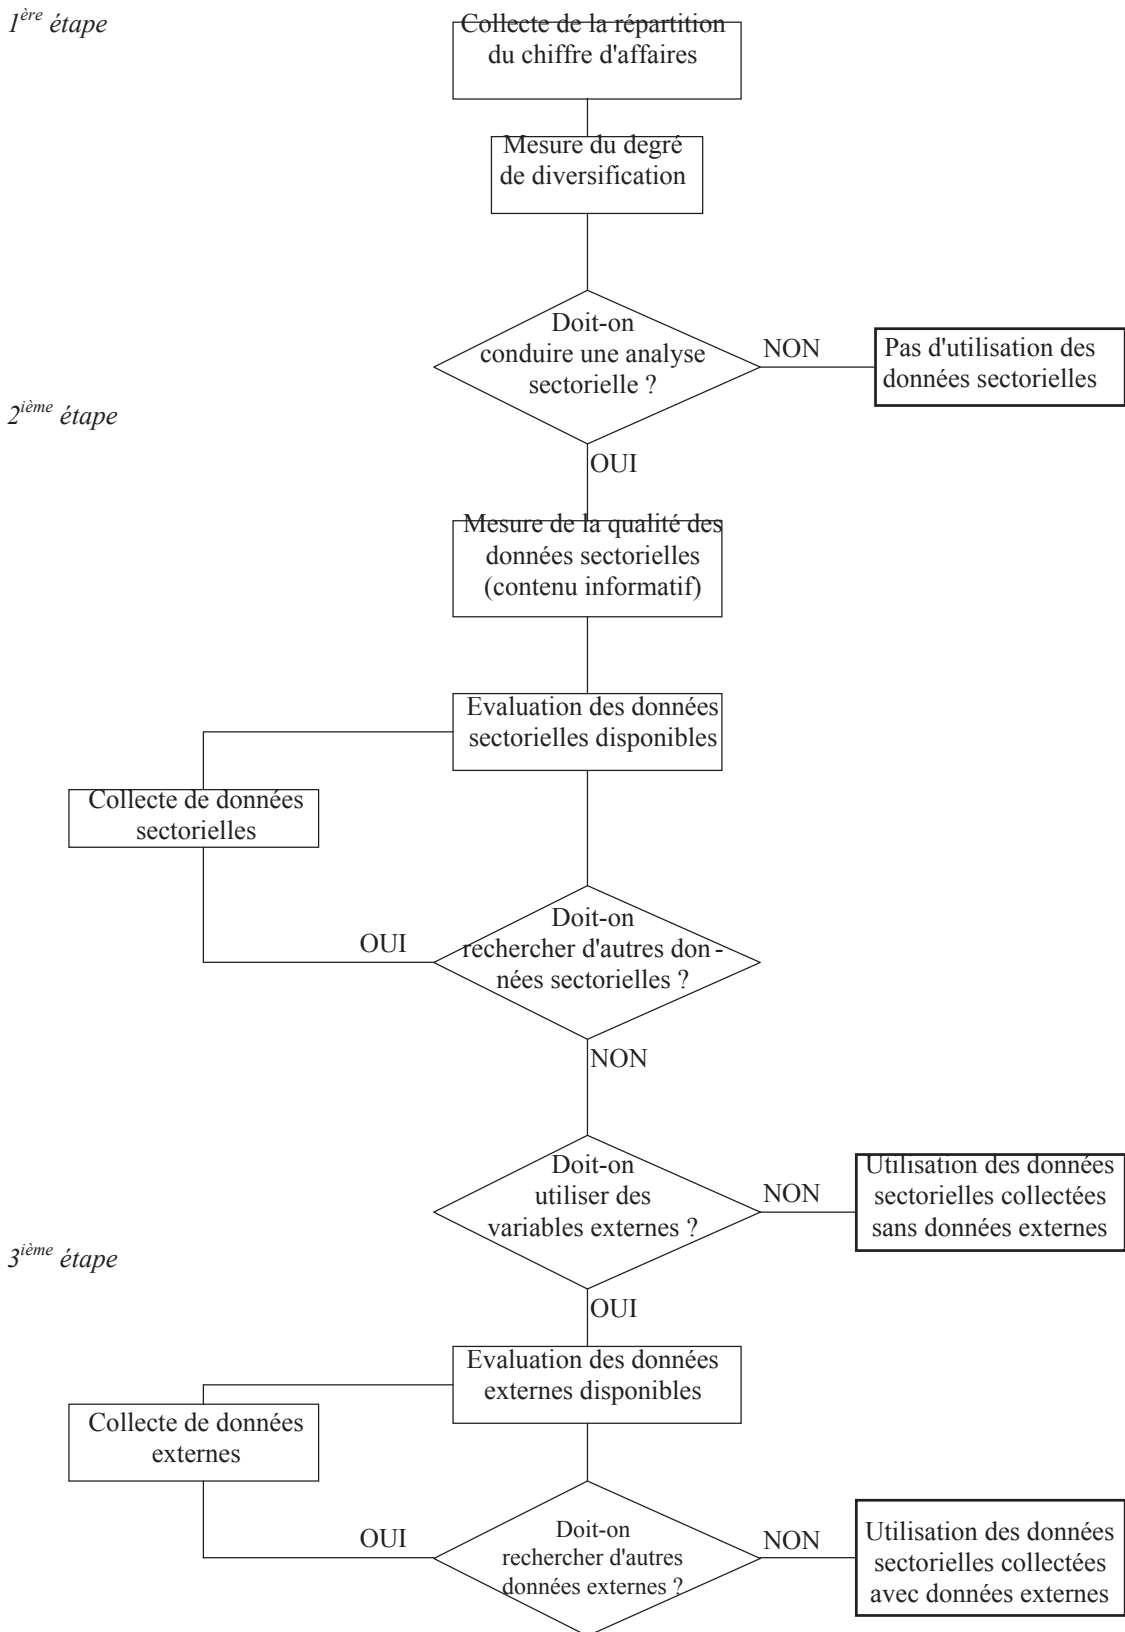 1ère étape
Collecte de la répartition
du chiffre d'affaires
Mesure du degré
de diversification
Doit-on
conduire une analyse
sectorielle ?
NON
Pas d'utilisation des
données sectorielles
2ième étape
OUI
Mesure de la qualité des
données sectorielles
(contenu informatif)
Evaluation des données
sectorielles disponibles
Collecte de données
sectorielles
Doit-on
rechercher d'autres don-
nées sectorielles ?
OUI
NON
Doit-on
utiliser des
variables externes ?
NON
Utilisation des données
sectorielles collectées
sans données externes
3ième étape
OUI
Evaluation des données
externes disponibles
Collecte de données
externes
OUI
Doit-on
rechercher d'autres
données externes ?
NON
Utilisation des données
sectorielles collectées
avec données externes